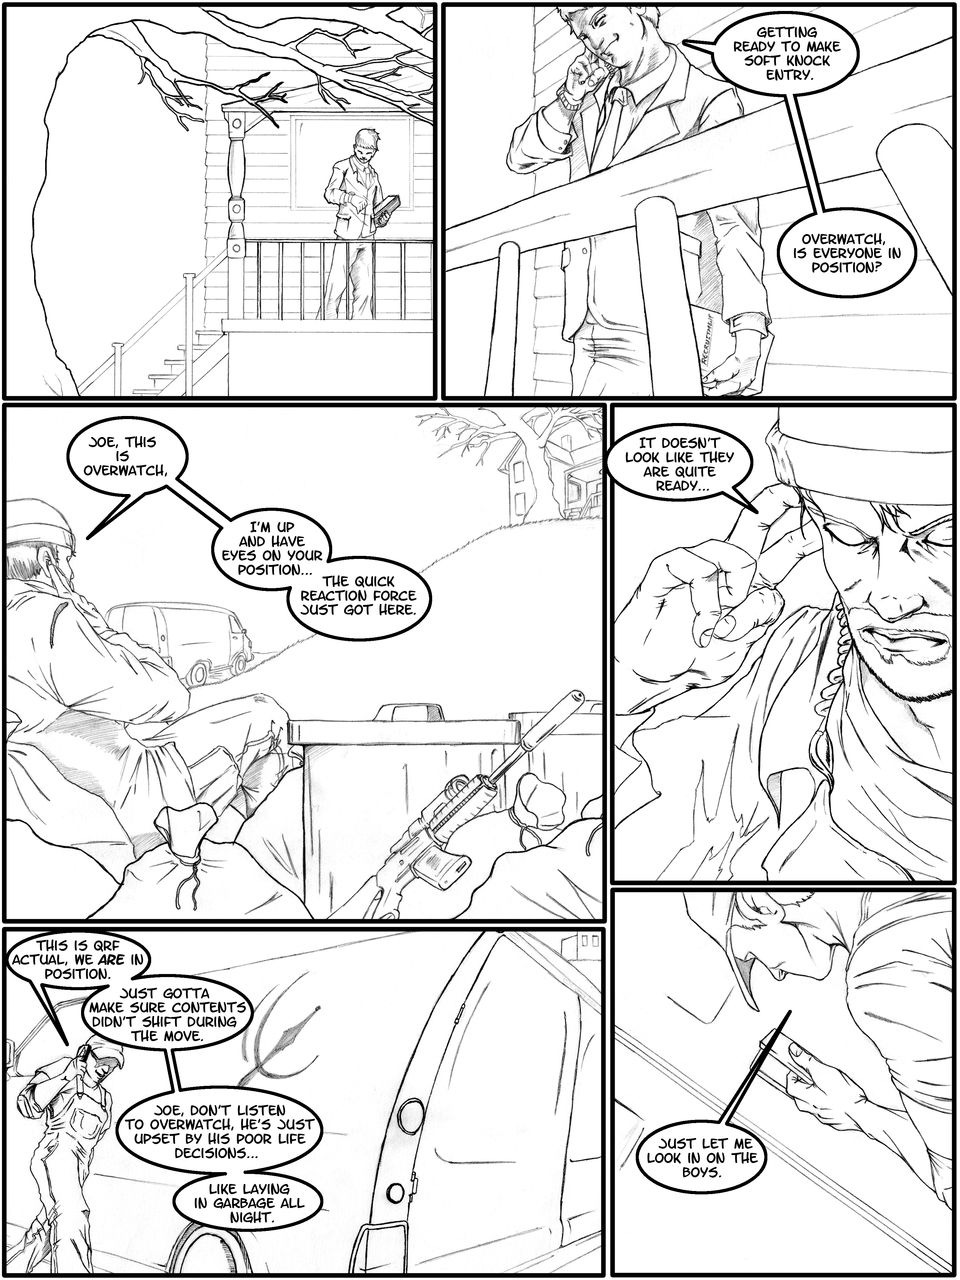 GETTING
READY TO MAKE
SOFT KNOCK
ENTRY.
OVERWATCH,
IS EVERYONE IN
POSITION?
RECRUITMENT
JOE, THIS
IS
OVERWATCH,
I'M UP
AND HAVE
EYES ON YOUR
POSITION...
THE QUICK
REACTION FORCE
JUST GOT HERE.
IT DOESN'T
LOOK LIKE THEY
ARE QUITE
READY...
THIS IS QRF
ACTUAL, WE ARE IN
POSITION.
JUST GOTTA
MAKE SURE CONTENTS
DIDN'T SHIFT DURING
THE MOVE.
JOE, DON'T LISTEN
TO OVERWATCH, HE'S JUST
UPSET BY HIS POOR LIFE
DECISIONS...
LIKE LAYING
IN GARBAGE ALL
NIGHT.
JUST LET ME
LOOK IN ON THE
BOYS.